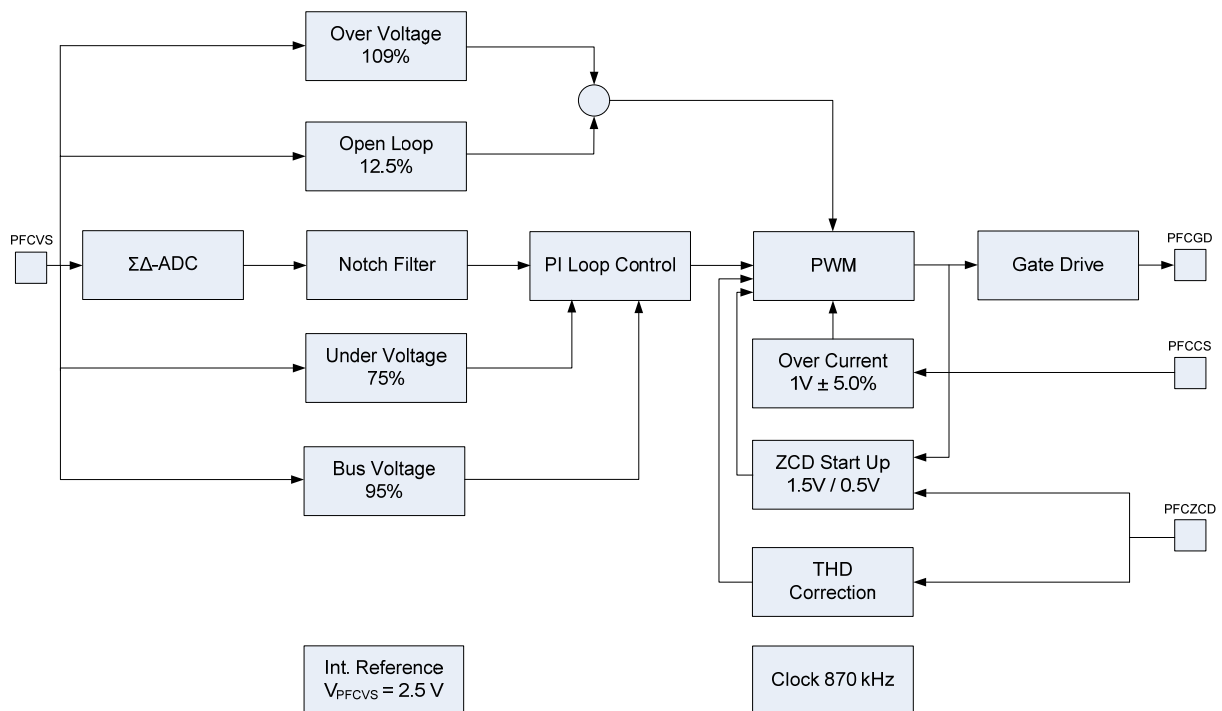 Over Voltage
109%
Open Loop
12.5%
PFCVS
ΣΔ-ADC
Notch Filter
PI Loop Control
PWM
Gate Drive
PFCGD
Under Voltage
75%
Over Current
1V ± 5.0%
PFCCS
Bus Voltage
95%
ZCD Start Up
1.5V / 0.5V
PFCZCD
THD
Correction
Int. Reference
VPFCVS = 2.5 V
Clock 870 kHz